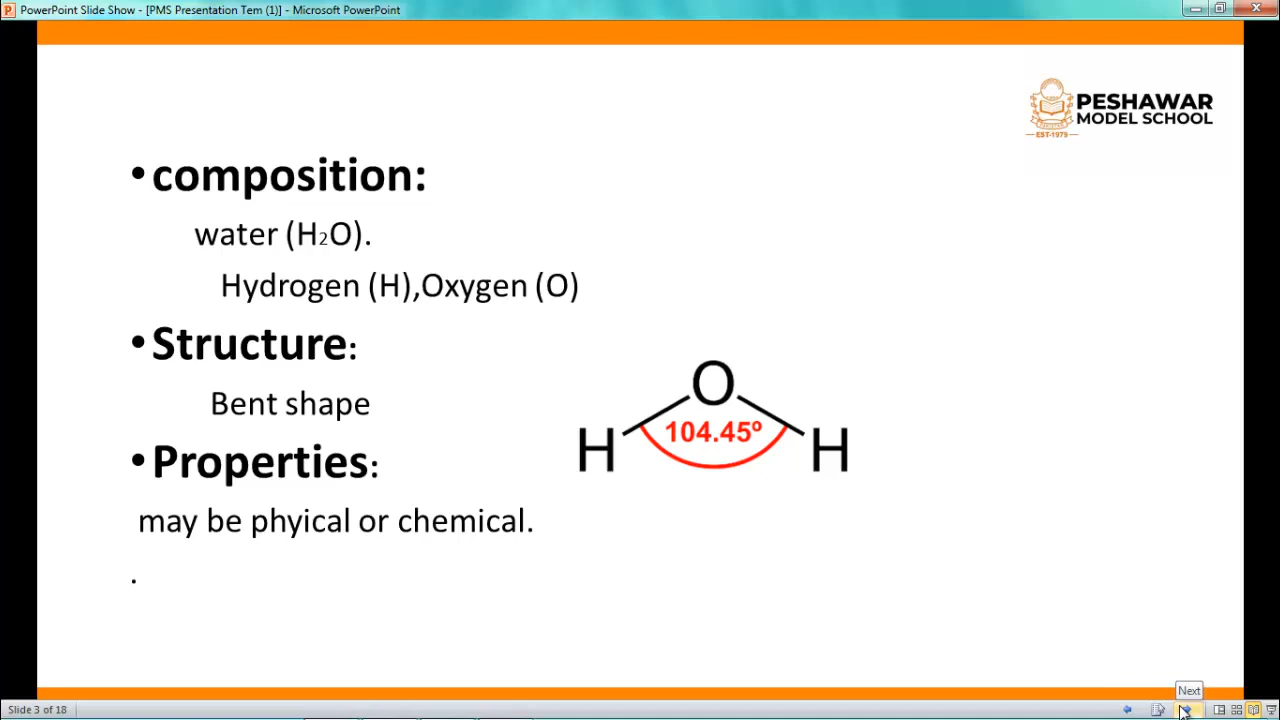 PowerPoint Slide Show - [PMS Presentation Tem (1)] - Microsoft PowerPoint
PESHAWAR
MODEL SCHOOL
EST-1979
•composition:
water (H₂O).
Hydrogen (H),Oxygen (O)
•Structure:
Bent shape
O
104.45º
H H
•Properties:
may be phyical or chemical.
.
Next
Slide 3 of 18